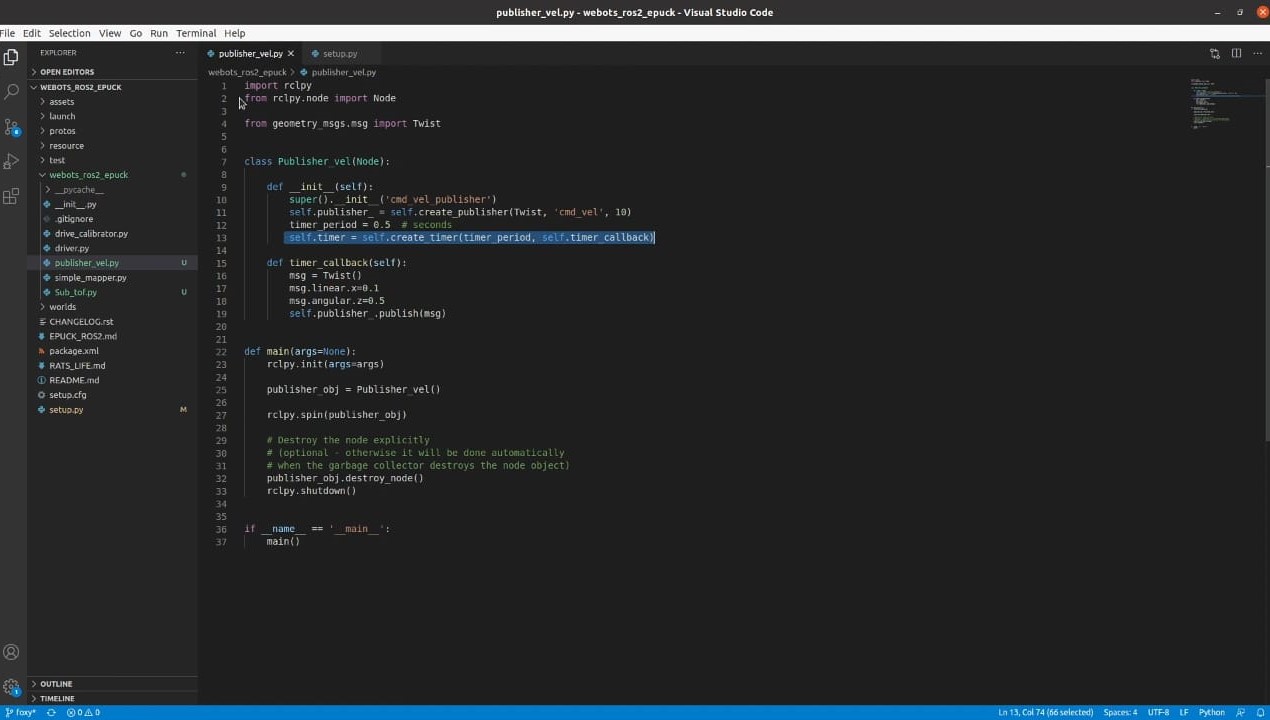 publisher_vel.py - webots_ros2_epuck - Visual Studio Code
File Edit Selection View Go Run Terminal Help
EXPLORER
OPEN EDITORS
WEBOTS_ROS2_EPUCK
assets
launch
protos
resource
test
webots_ros2_epuck
__pycache__
__init__.py
.gitignore
drive_calibrator.py
driver.py
publisher_vel.py U
simple_mapper.py
Sub_tof.py U
worlds
CHANGELOG.rst
EPUCK_ROS2.md
package.xml
RATS_LIFE.md
README.md
setup.cfg
setup.py M
OUTLINE
TIMELINE
publisher_vel.py setup.py
webots_ros2_epuck > publisher_vel.py
1 import rclpy
2 from rclpy.node import Node
3
4 from geometry_msgs.msg import Twist
5
6
7 class Publisher_vel(Node):
8
9 def __init__(self):
10 super().__init__('cmd_vel_publisher')
11 self.publisher_ = self.create_publisher(Twist, 'cmd_vel', 10)
12 timer_period = 0.5 # seconds
13 self.timer = self.create_timer(timer_period, self.timer_callback)
14
15 def timer_callback(self):
16 msg = Twist()
17 msg.linear.x=0.1
18 msg.angular.z=0.5
19 self.publisher_.publish(msg)
20
21
22 def main(args=None):
23 rclpy.init(args=args)
24
25 publisher_obj = Publisher_vel()
26
27 rclpy.spin(publisher_obj)
28
29 # Destroy the node explicitly
30 # (optional - otherwise it will be done automatically
31 # when the garbage collector destroys the node object)
32 publisher_obj.destroy_node()
33 rclpy.shutdown()
34
35
36 if __name__ == '__main__':
37 main()
foxy* 0 0 Ln 13, Col 74 (66 selected) Spaces: 4 UTF-8 LF Python